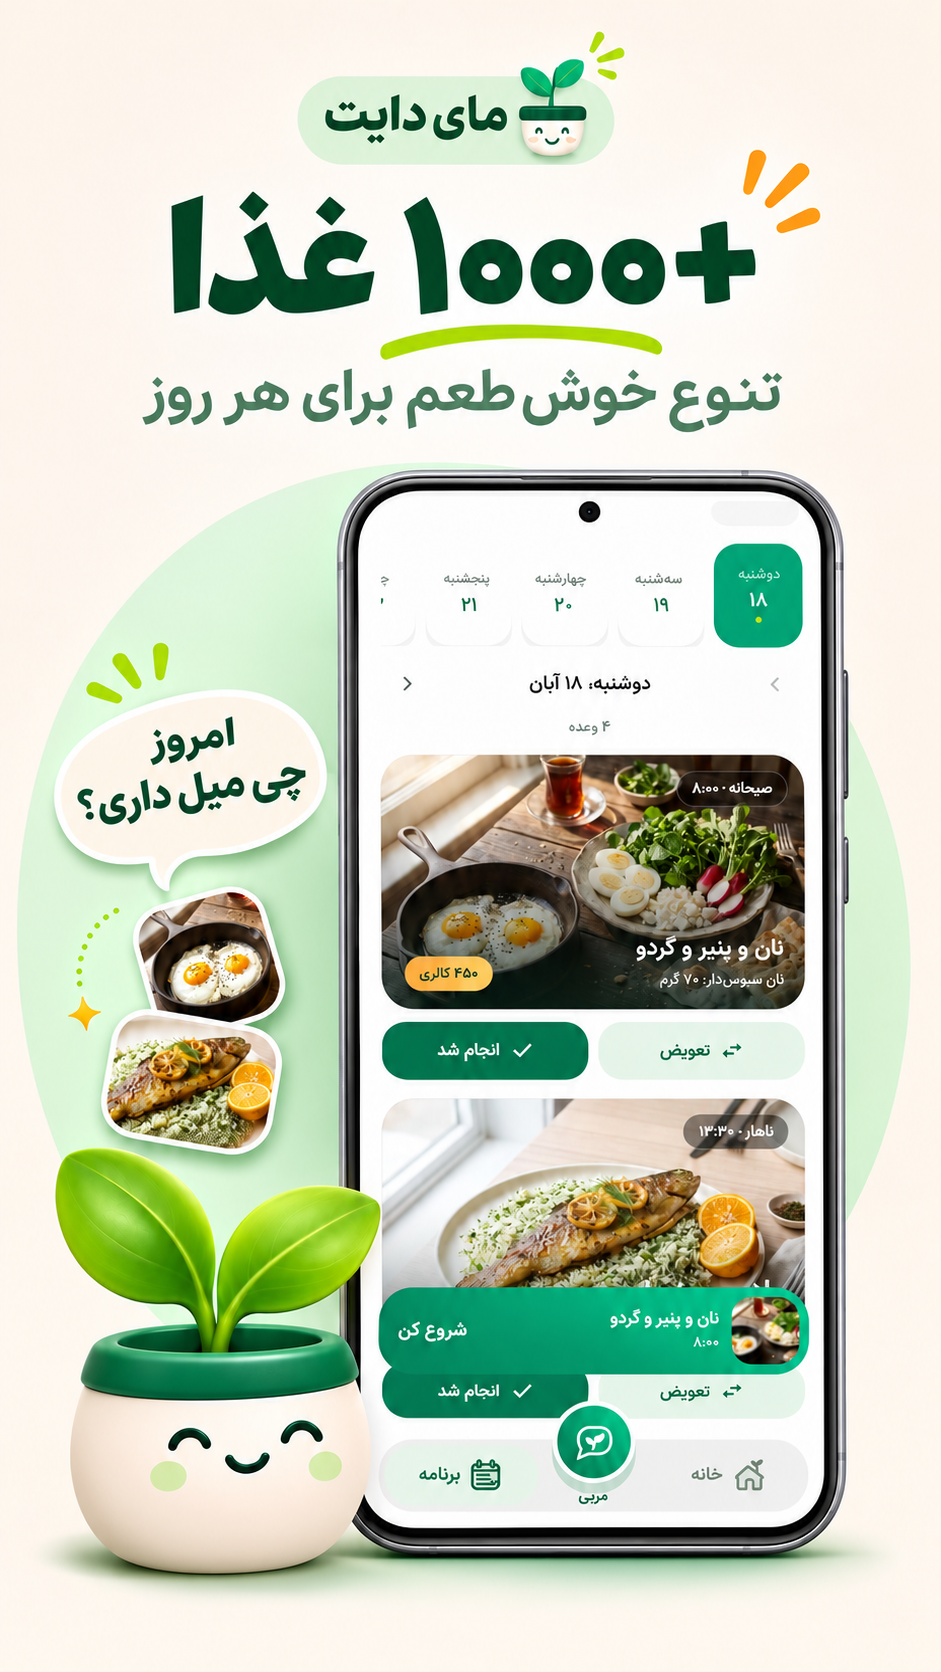 مای دایت
+۱۰۰۰ غذا
تنوع خوش‌طعم برای هر روز
دوشنبه
۱۸
سه‌شنبه
۱۹
چهارشنبه
۲۰
پنجشنبه
۲۱
دوشنبه: ۱۸ آبان
۴ وعده
امروز
چی میل داری؟
صبحانه · ۸:۰۰
نان و پنیر و گردو
نان سبوس‌دار: ۷۰ گرم
۴۵۰ کالری
تعویض
انجام شد
ناهار · ۱۳:۳۰
نان و پنیر و گردو
۸:۰۰
شروع کن
تعویض
انجام شد
خانه
مربی
برنامه